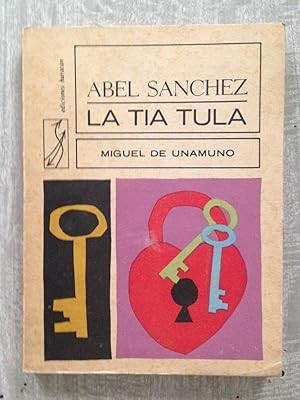 ediciones huracán
ABEL SANCHEZ
LA TIA TULA
MIGUEL DE UNAMUNO